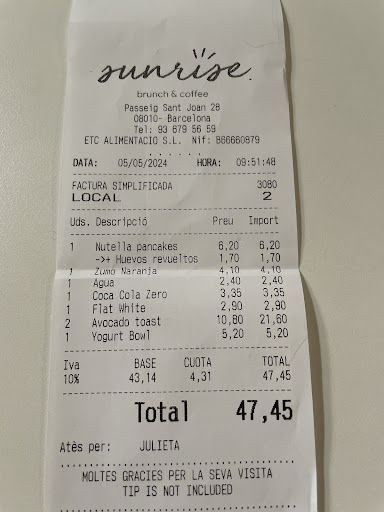 sunrise
brunch & coffee
Passeig Sant Joan 28
08010- Barcelona
Tel: 93 679 56 59
ETC ALIMENTACIO S.L. Nif: B66660879
DATA: 05/05/2024 HORA: 09:51:48
FACTURA SIMPLIFICADA 3080
LOCAL 2
Uds. Descripció Preu Import
1 Nutella pancakes 6,20 6,20
->+ Huevos revueltos 1,70 1,70
1 Zumo Naranja 4,10 4,10
1 Agua 2,40 2,40
1 Coca Cola Zero 3,35 3,35
1 Flat White 2,90 2,90
2 Avocado toast 10,80 21,60
1 Yogurt Bowl 5,20 5,20
Iva BASE CUOTA TOTAL
10% 43,14 4,31 47,45
Total 47,45
Atès per: JULIETA
MOLTES GRACIES PER LA SEVA VISITA
TIP IS NOT INCLUDED